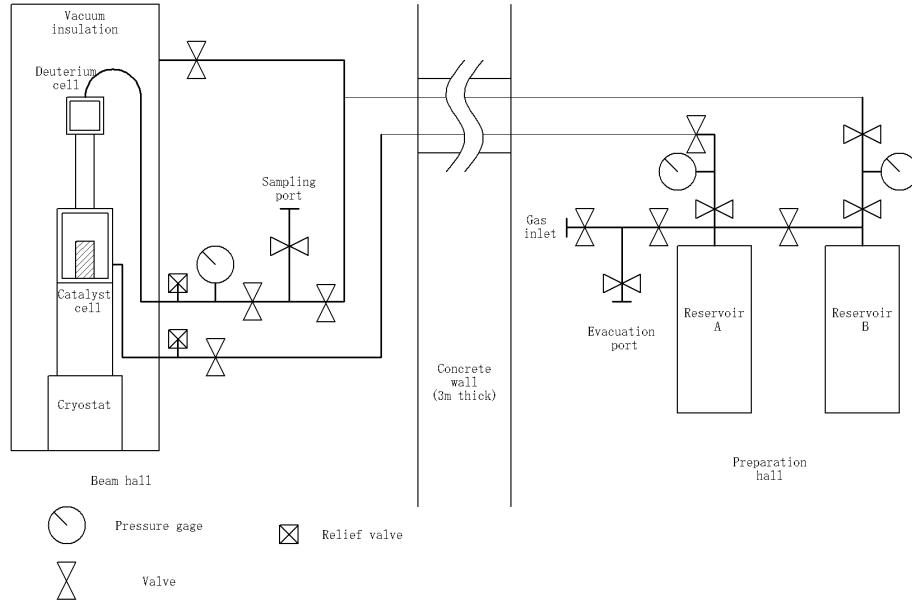 Vacuum
insulation
Deuterium
cell
Sampling
port
Gas
inlet
Catalyst
cell
Evacuation
port
Reservoir
A
Reservoir
B
Concrete
wall
(3m thick)
Cryostat
Beam hall
Preparation
hall
Pressure gage
Relief valve
Valve